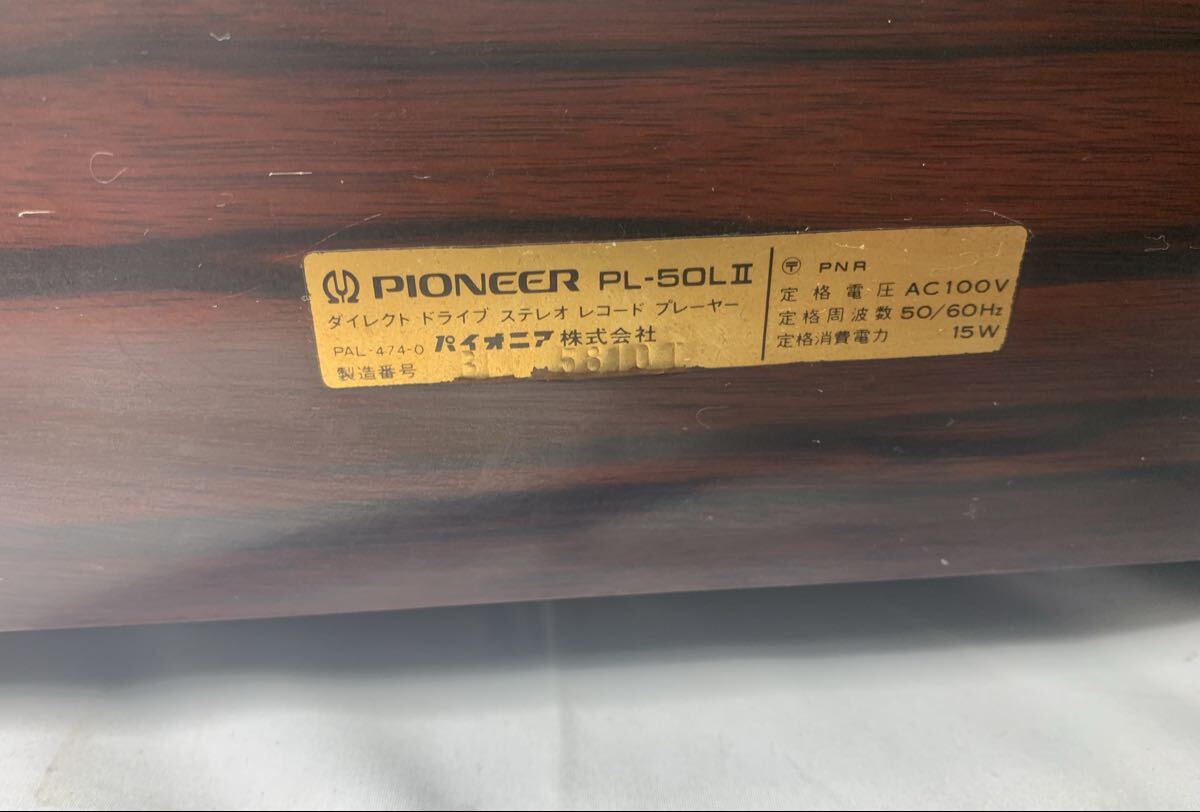 PIONEER PL-50LⅡ
ダイレクト ドライブ ステレオ レコード プレーヤー
PAL-474-0 パイオニア株式会社
製造番号
〒 PNR
定格電圧 AC100V
定格周波数 50/60Hz
定格消費電力 15W